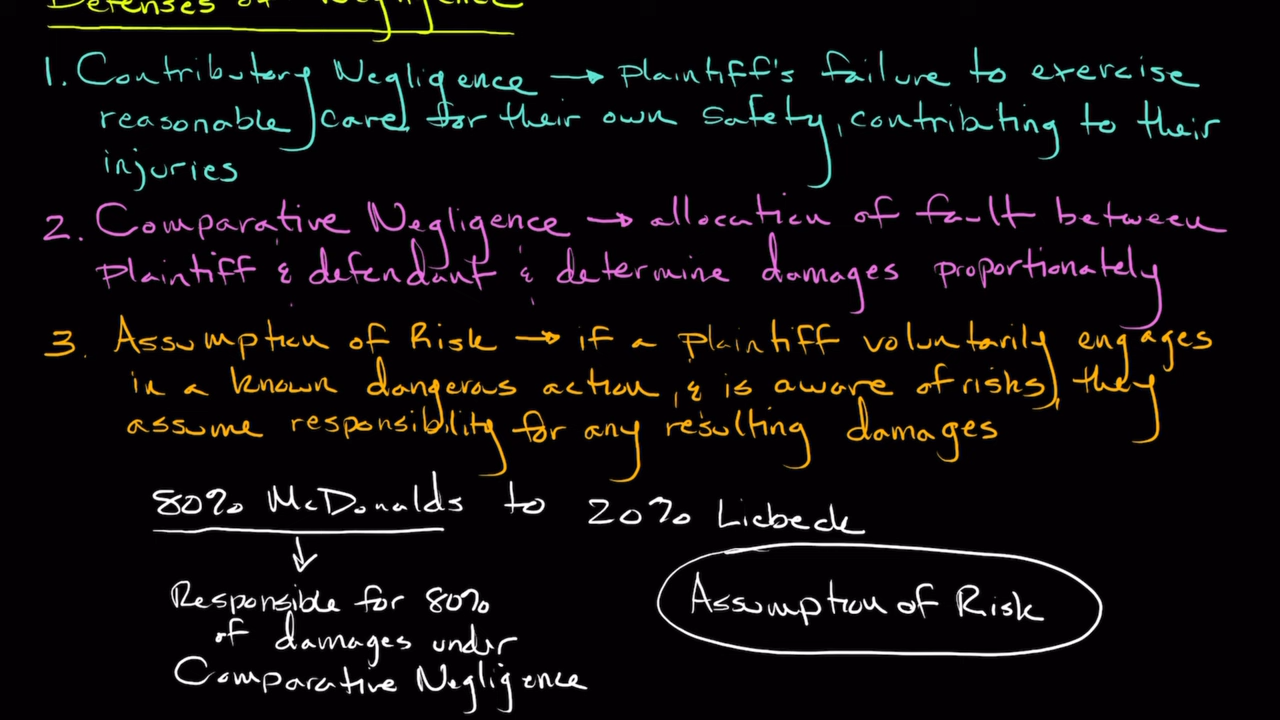 Defenses of Negligence
1. Contributory Negligence → plaintiff's failure to exercise
reasonable care for their own safety, contributing to their
injuries
2. Comparative Negligence → allocation of fault between
plaintiff & defendant & determine damages proportionately
3. Assumption of Risk → if a plaintiff voluntarily engages
in a known dangerous action, & is aware of risks, they
assume responsibility for any resulting damages
80% McDonalds to 20% Liebeck
Responsible for 80%
of damages under
Comparative Negligence
Assumption of Risk